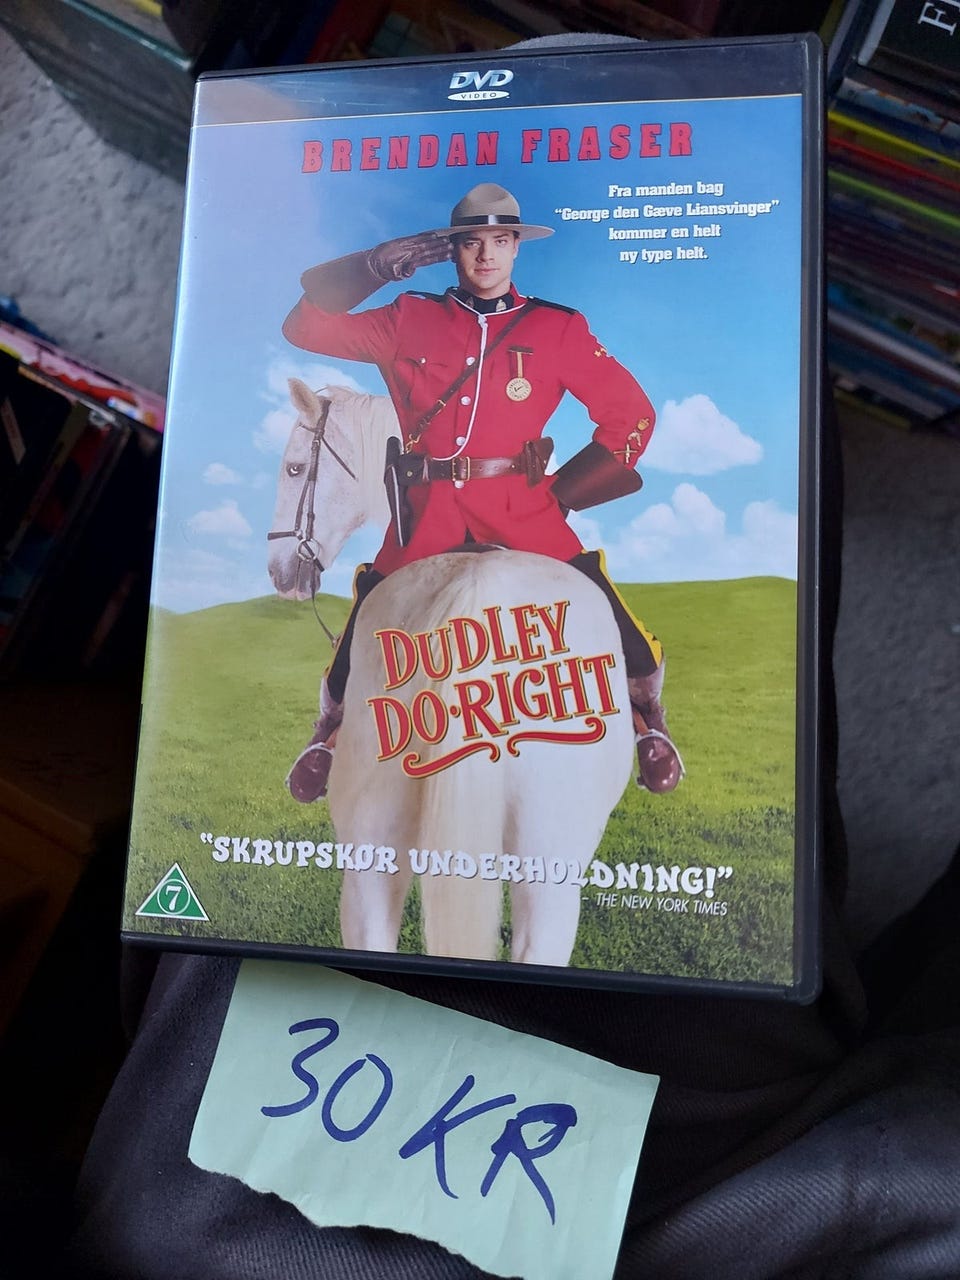 DVD
VIDEO
BRENDAN FRASER
Fra manden bag
"George den Gæve Liansvinger"
kommer en helt
ny type helt.
DUDLEY
DO·RIGHT
"SKRUPSKØR UNDERHOLDNING!"
- THE NEW YORK TIMES
7
30 KR